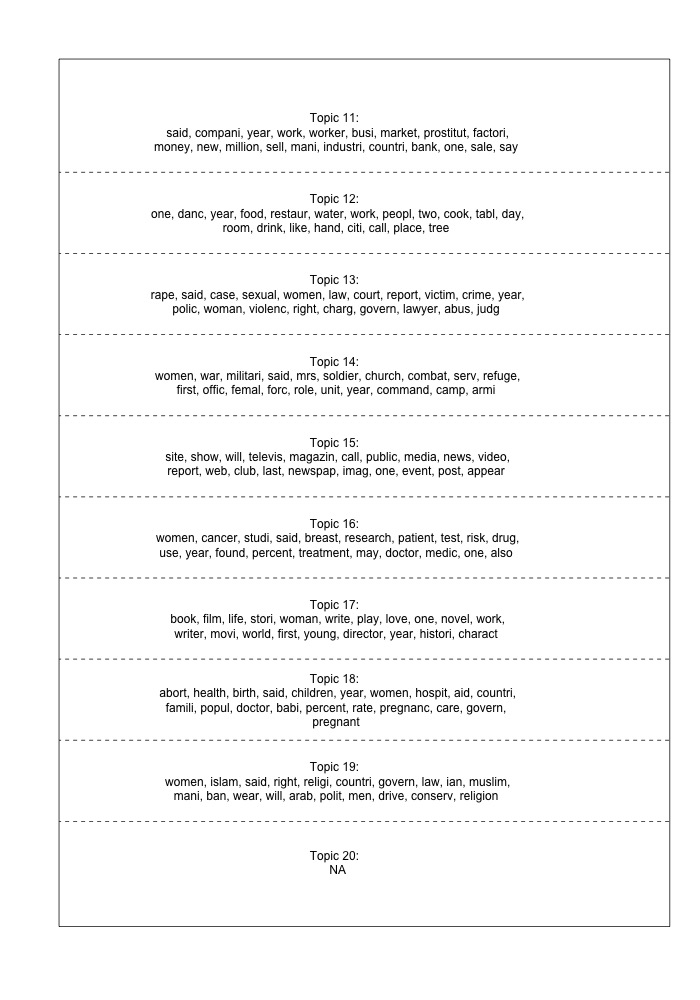 Topic 11:
said, compani, year, work, worker, busi, market, prostitut, factori,
money, new, million, sell, mani, industri, countri, bank, one, sale, say
Topic 12:
one, danc, year, food, restaur, water, work, peopl, two, cook, tabl, day,
room, drink, like, hand, citi, call, place, tree
Topic 13:
rape, said, case, sexual, women, law, court, report, victim, crime, year,
polic, woman, violenc, right, charg, govern, lawyer, abus, judg
Topic 14:
women, war, militari, said, mrs, soldier, church, combat, serv, refuge,
first, offic, femal, forc, role, unit, year, command, camp, armi
Topic 15:
site, show, will, televis, magazin, call, public, media, news, video,
report, web, club, last, newspap, imag, one, event, post, appear
Topic 16:
women, cancer, studi, said, breast, research, patient, test, risk, drug,
use, year, found, percent, treatment, may, doctor, medic, one, also
Topic 17:
book, film, life, stori, woman, write, play, love, one, novel, work,
writer, movi, world, first, young, director, year, histori, charact
Topic 18:
abort, health, birth, said, children, year, women, hospit, aid, countri,
famili, popul, doctor, babi, percent, rate, pregnanc, care, govern,
pregnant
Topic 19:
women, islam, said, right, religi, countri, govern, law, ian, muslim,
mani, ban, wear, will, arab, polit, men, drive, conserv, religion
Topic 20:
NA